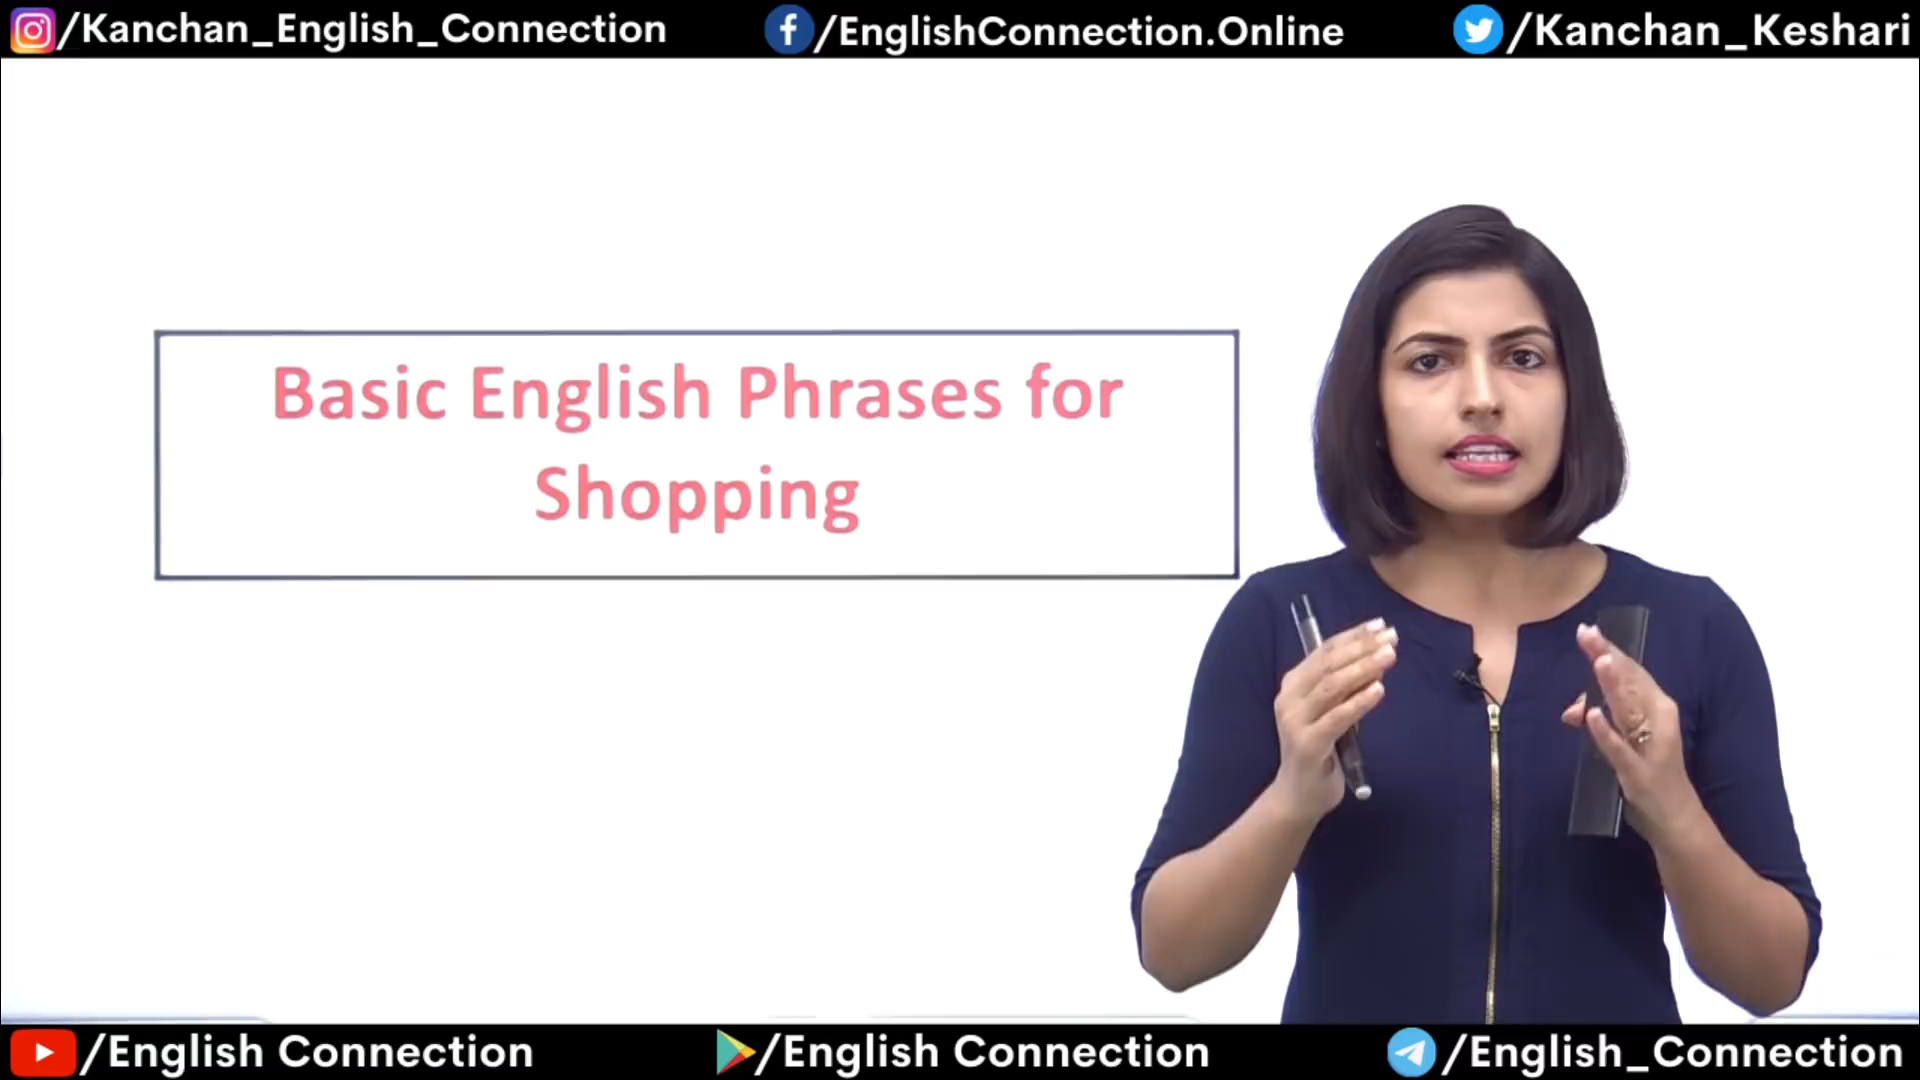 /Kanchan_English_Connection
/EnglishConnection.Online
/Kanchan_Keshari
Basic English Phrases for
Shopping
/English Connection
/English Connection
/English_Connection